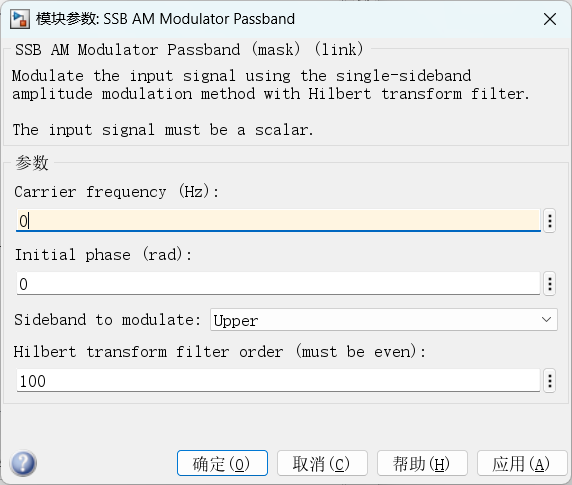 模块参数: SSB AM Modulator Passband
SSB AM Modulator Passband (mask) (link)
Modulate the input signal using the single-sideband
amplitude modulation method with Hilbert transform filter.
The input signal must be a scalar.
参数
Carrier frequency (Hz):
0
Initial phase (rad):
0
Sideband to modulate: Upper
Hilbert transform filter order (must be even):
100
确定(O) 取消(C) 帮助(H) 应用(A)